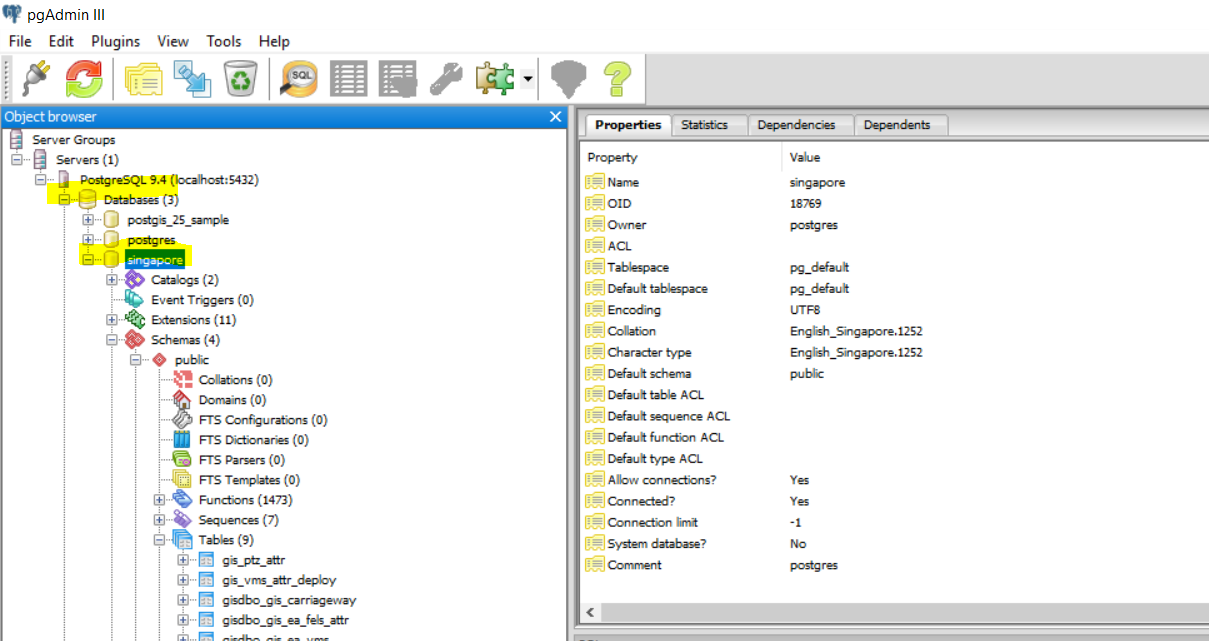 pgAdmin III
File Edit Plugins View Tools Help
SQL
Object browser
Server Groups
Servers (1)
PostgreSQL 9.4 (localhost:5432)
Databases (3)
postgis_25_sample
postgres
singapore
Catalogs (2)
Event Triggers (0)
Extensions (11)
Schemas (4)
public
Collations (0)
Domains (0)
FTS Configurations (0)
FTS Dictionaries (0)
FTS Parsers (0)
FTS Templates (0)
Functions (1473)
Sequences (7)
Tables (9)
gis_ptz_attr
gis_vms_attr_deploy
gisdbo_gis_carriageway
gisdbo_gis_ea_fels_attr
gisdbo_gis_ea_vms
Properties Statistics Dependencies Dependents
Property Value
Name singapore
OID 18769
Owner postgres
ACL
Tablespace pg_default
Default tablespace pg_default
Encoding UTF8
Collation English_Singapore.1252
Character type English_Singapore.1252
Default schema public
Default table ACL
Default sequence ACL
Default function ACL
Default type ACL
Allow connections? Yes
Connected? Yes
Connection limit -1
System database? No
Comment postgres